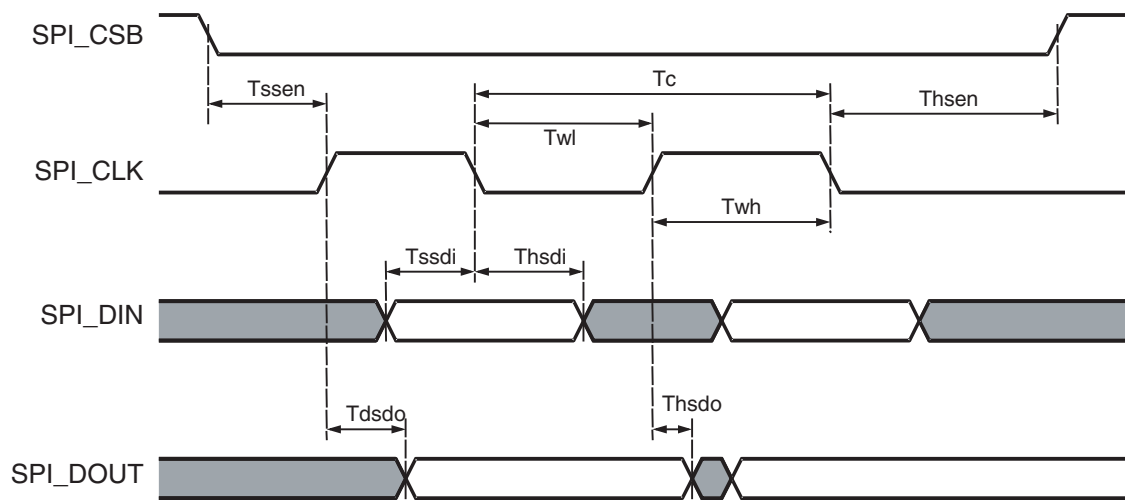 SPI_CSB
Tssen
Tc
Thsen
Twl
SPI_CLK
Twh
Tssdi
Thsdi
SPI_DIN
Tdsdo
Thsdo
SPI_DOUT